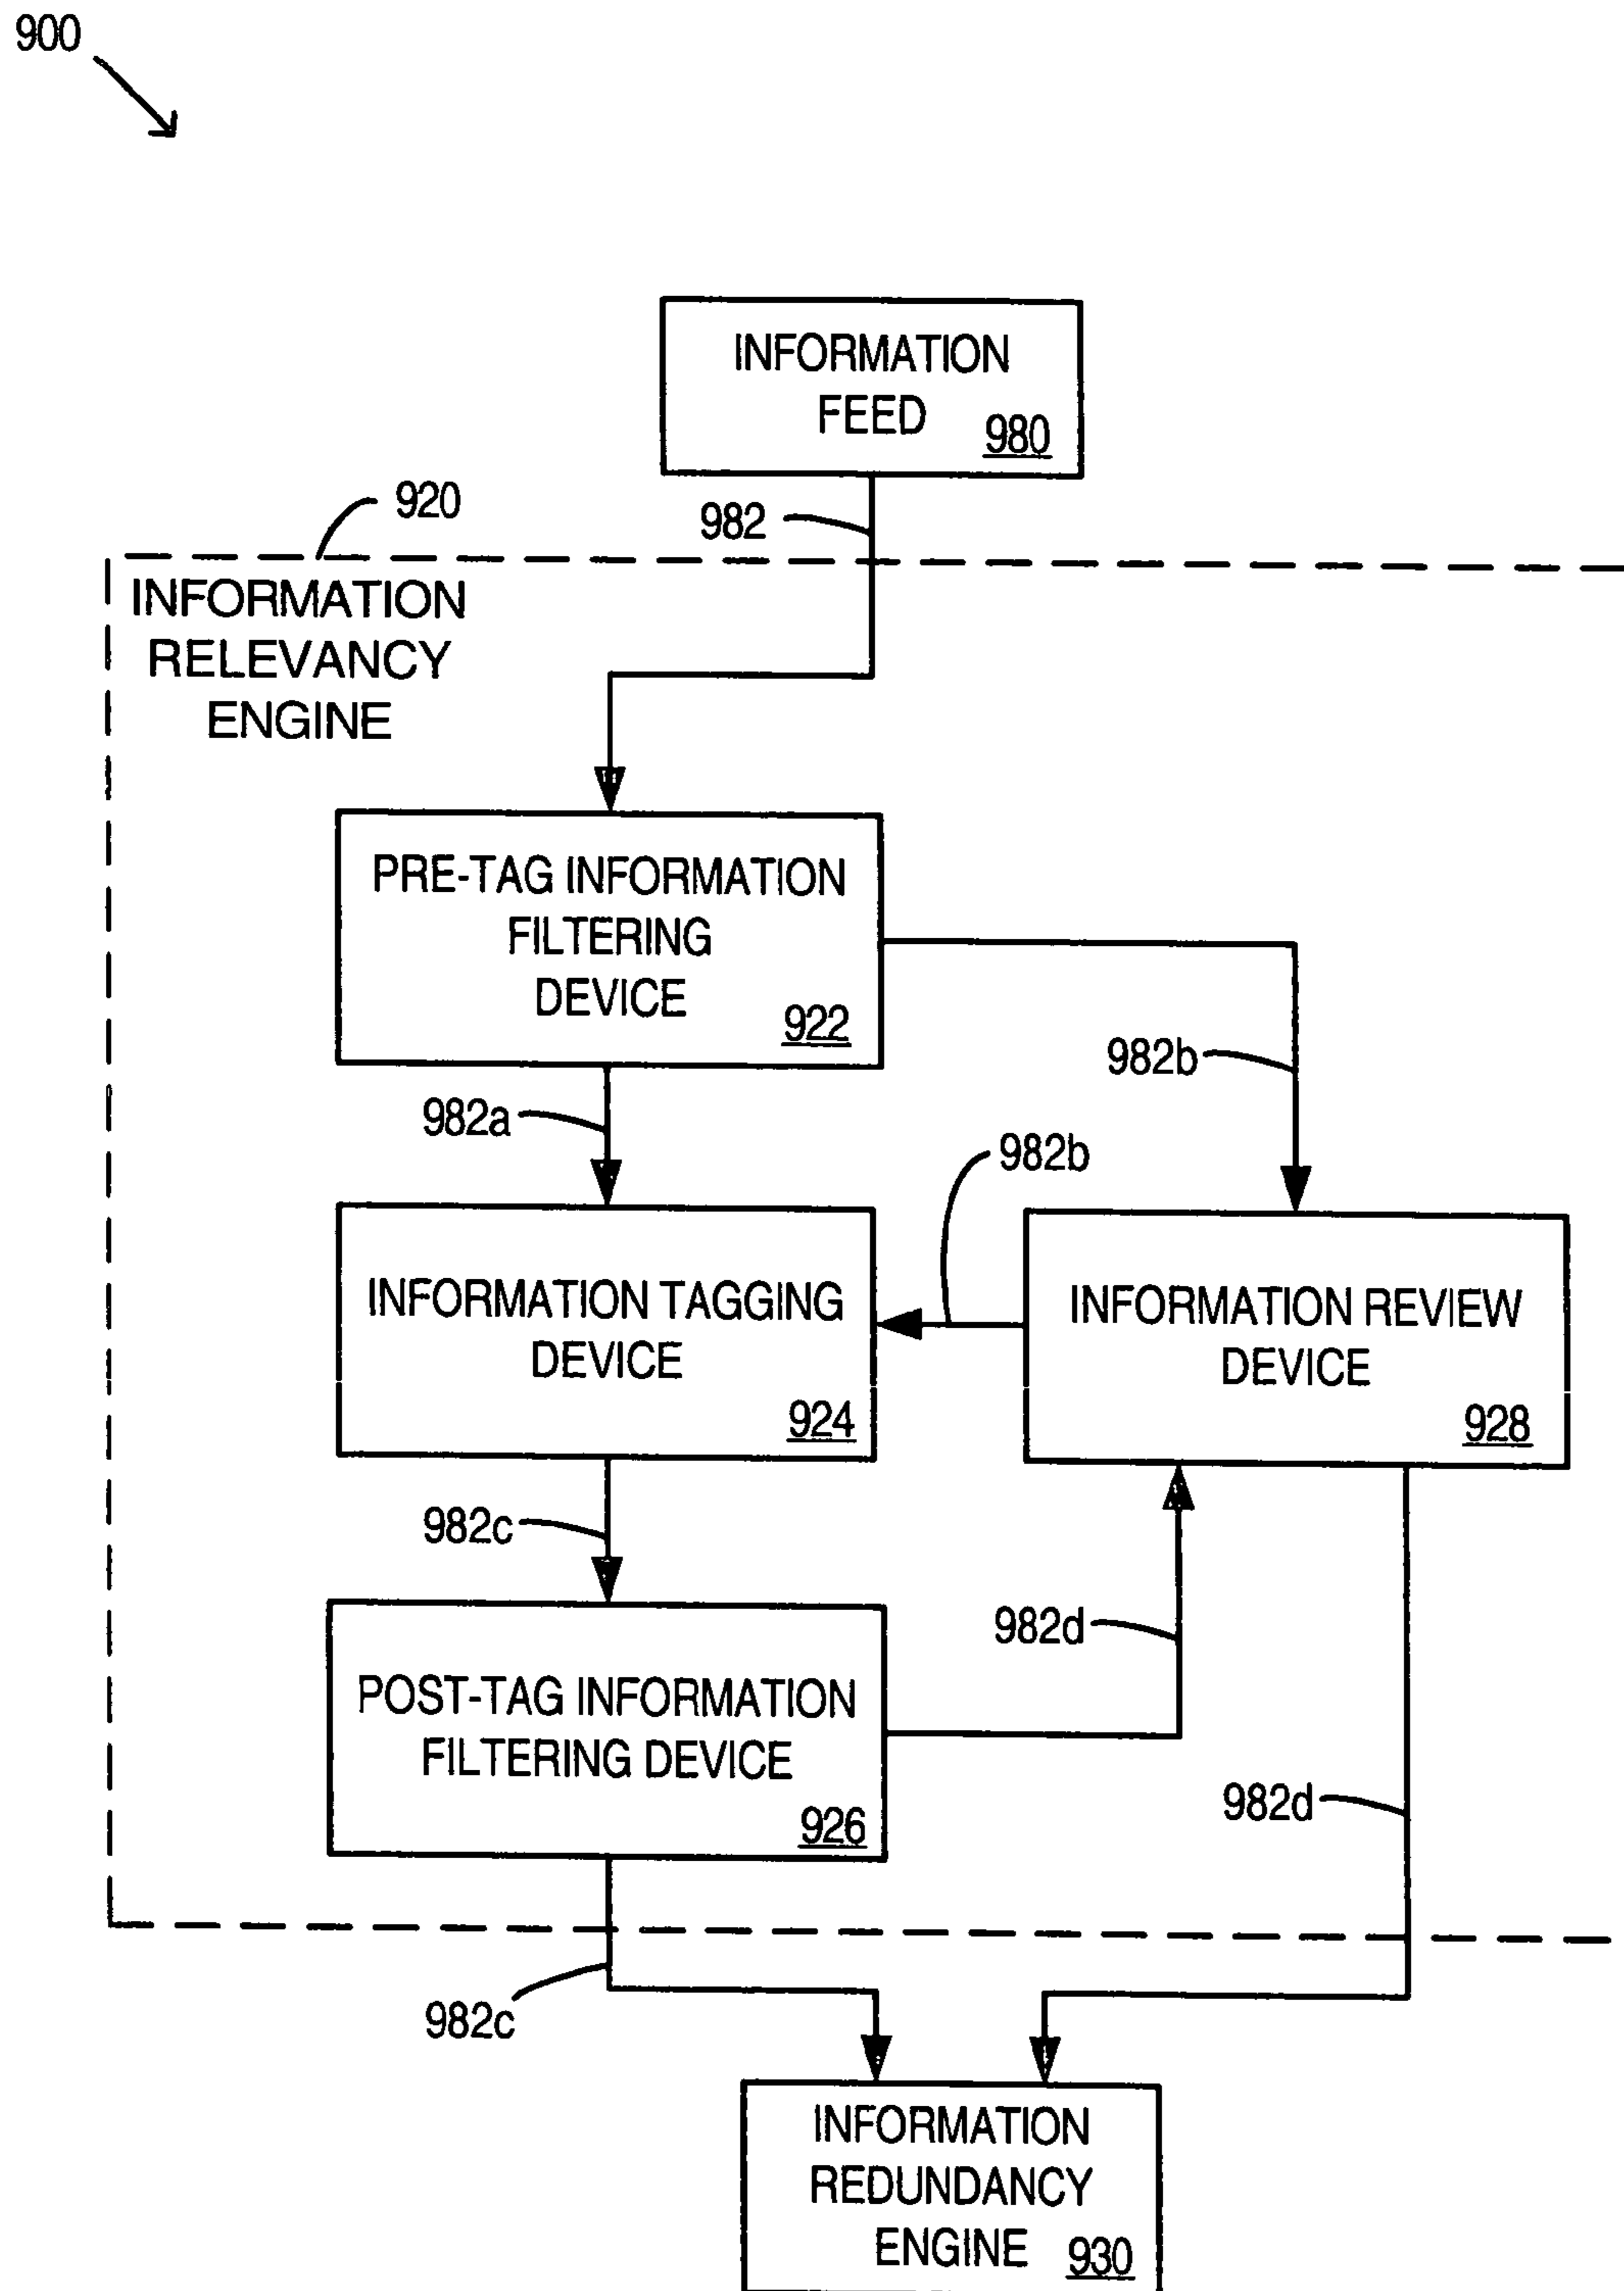 900
INFORMATION
FEED
980
920
982
INFORMATION
RELEVANCY
ENGINE
PRE-TAG INFORMATION
FILTERING
DEVICE
922
982b
982a
982b
INFORMATION TAGGING
DEVICE
924
INFORMATION REVIEW
DEVICE
928
982c
982d
POST-TAG INFORMATION
FILTERING DEVICE
926
982d
982c
INFORMATION
REDUNDANCY
ENGINE
930